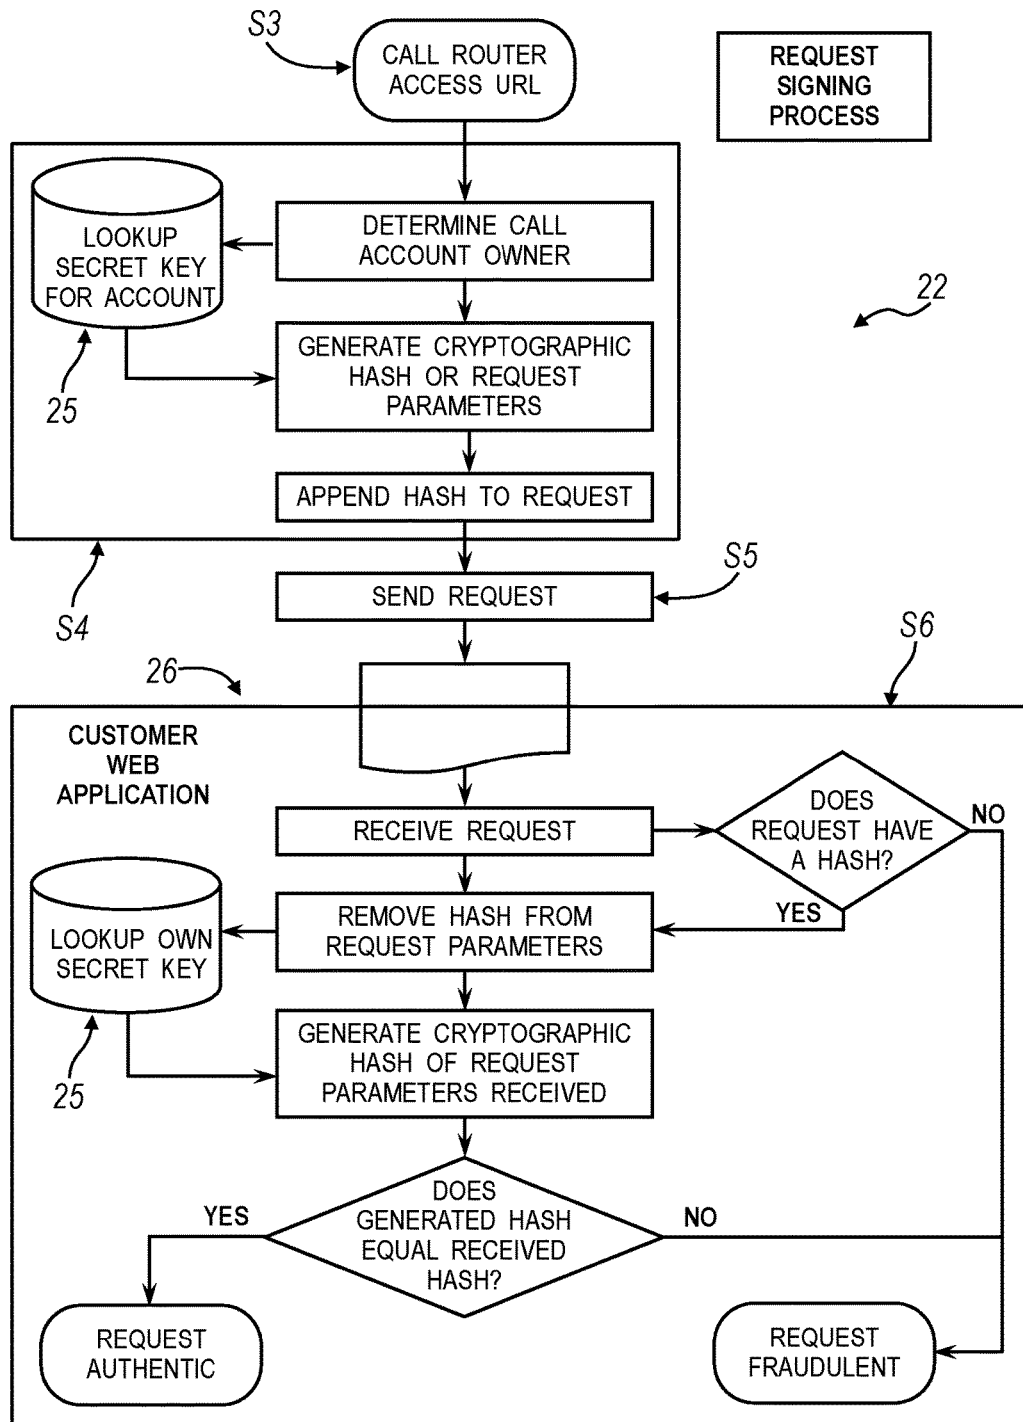 S3
CALL ROUTER
ACCESS URL
REQUEST
SIGNING
PROCESS
LOOKUP
SECRET KEY
FOR ACCOUNT
DETERMINE CALL
ACCOUNT OWNER
22
25
GENERATE CRYPTOGRAPHIC
HASH OR REQUEST
PARAMETERS
APPEND HASH TO REQUEST
S4
SEND REQUEST
S5
26
S6
CUSTOMER
WEB
APPLICATION
RECEIVE REQUEST
DOES
REQUEST HAVE
A HASH?
NO
YES
REMOVE HASH FROM
REQUEST PARAMETERS
LOOKUP OWN
SECRET KEY
25
GENERATE CRYPTOGRAPHIC
HASH OF REQUEST
PARAMETERS RECEIVED
DOES
GENERATED HASH
EQUAL RECEIVED
HASH?
YES
NO
REQUEST
AUTHENTIC
REQUEST
FRAUDULENT